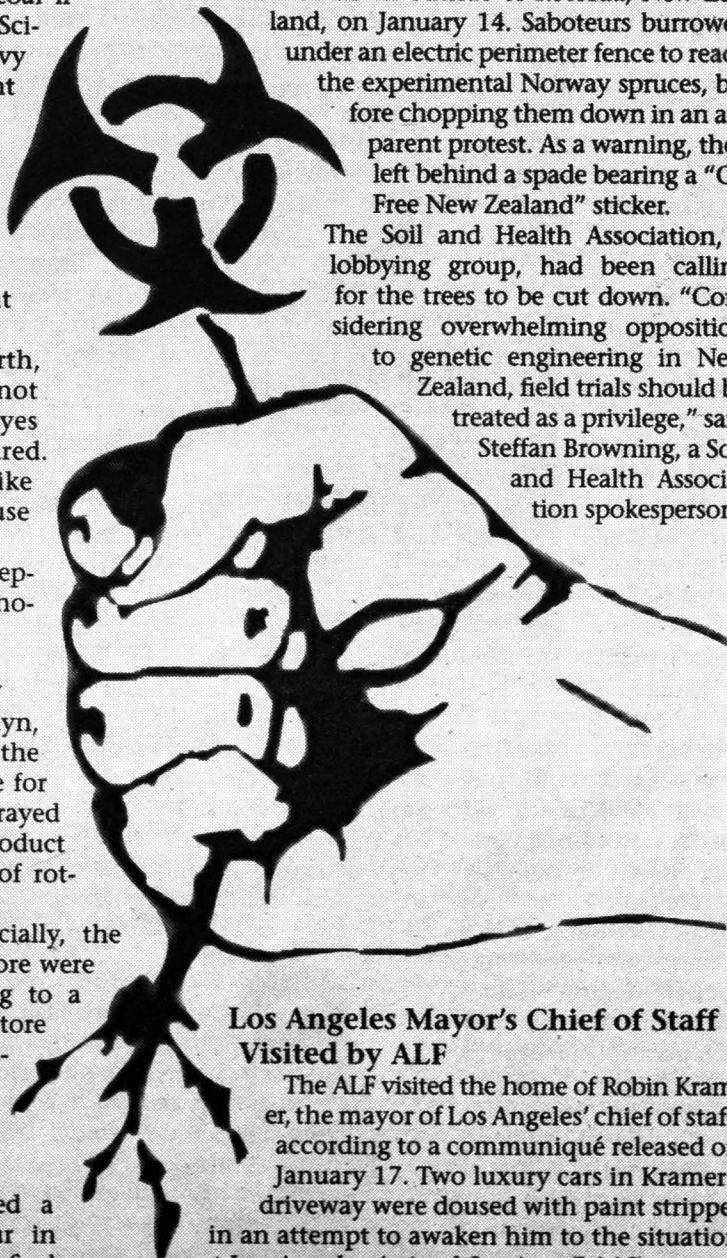 Sci-
vy
nt
rth,
not
yes
red.
ike
use
ep-
no-
yn,
the
e for
rayed
oduct
of rot-
cially, the
ore were
g to a
tore
ed a
ur in
land, on January 14. Saboteurs burrowe
under an electric perimeter fence to read
the experimental Norway spruces, b
fore chopping them down in an a
parent protest. As a warning, the
left behind a spade bearing a “G
Free New Zealand” sticker.
The Soil and Health Association,
lobbying group, had been callin
for the trees to be cut down. “Con
sidering overwhelming oppositio
to genetic engineering in Ne
Zealand, field trials should b
treated as a privilege,” sai
Steffan Browning, a So
and Health Associ
tion spokesperson
Los Angeles Mayor’s Chief of Staff
Visited by ALF
The ALF visited the home of Robin Kram
er, the mayor of Los Angeles’ chief of staf
according to a communiqué released o
January 17. Two luxury cars in Kramer
driveway were doused with paint strippe
in an attempt to awaken him to the situatio